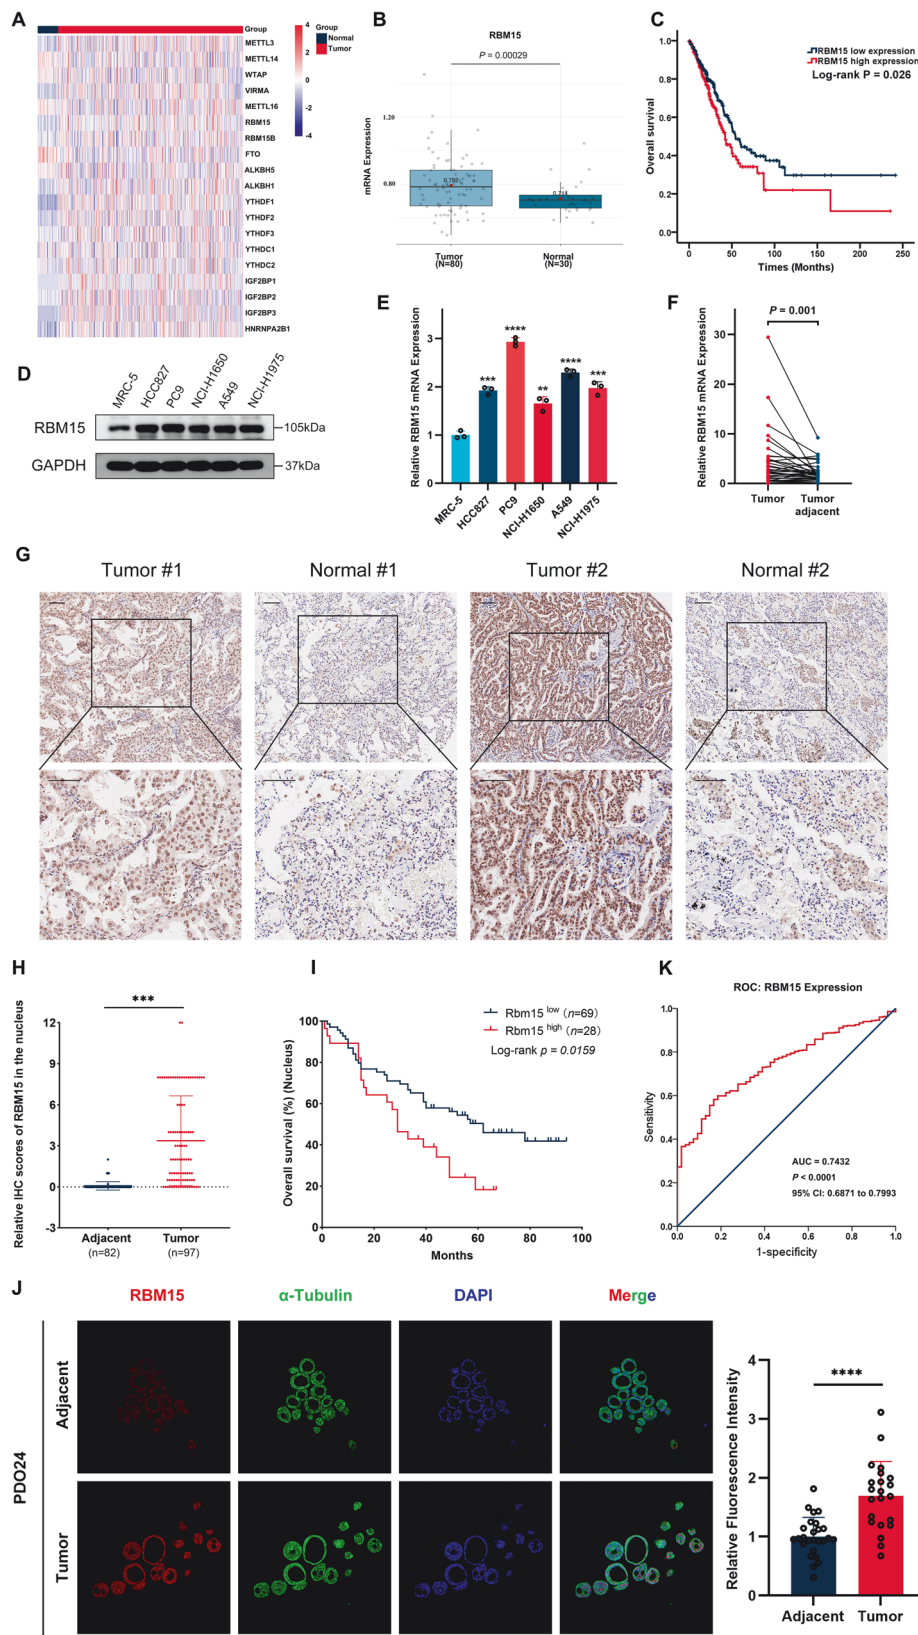 A
Group
Normal
Tumor
Group
4
2
0
-2
-4
METTL3
METTL14
WTAP
VIRMA
METTL16
RBM15
RBM15B
FTO
ALKBH5
ALKBH1
YTHDF1
YTHDF2
YTHDF3
YTHDC1
YTHDC2
IGF2BP1
IGF2BP2
IGF2BP3
HNRNPA2B1
B
RBM15
P = 0.00029
mRNA Expression
1.20
0.80
0.792
0.714
Tumor
(N=80)
Normal
(N=30)
C
RBM15 low expression
RBM15 high expression
Log-rank P = 0.026
Overall survival
1.0
0.8
0.6
0.4
0.2
0.0
0 50 100 150 200 250
Times (Months)
D
MRC-5 HCC827 PC9 NCI-H1650 A549 NCI-H1975
RBM15
105kDa
GAPDH
37kDa
E
Relative RBM15 mRNA Expression
3
2
1
0
*** **** ** **** ***
MRC-5 HCC827 PC9 NCI-H1650 A549 NCI-H1975
F
P = 0.001
Relative RBM15 mRNA Expression
40
30
20
10
0
Tumor
Tumor
adjacent
G
Tumor #1 Normal #1 Tumor #2 Normal #2
H
***
Relative IHC scores of RBM15 in the nucleus
12
9
6
3
0
-3
Adjacent
(n=82)
Tumor
(n=97)
I
Rbm15 low (n=69)
Rbm15 high (n=28)
Log-rank p = 0.0159
Overall survival (%) (Nucleus)
100
80
60
40
20
0
0 20 40 60 80 100
Months
K
ROC: RBM15 Expression
Sensitivity
1.0
0.8
0.6
0.4
0.2
0.0
AUC = 0.7432
P < 0.0001
95% CI: 0.6871 to 0.7993
0.0 0.2 0.4 0.6 0.8 1.0
1-specificity
J
RBM15 α-Tubulin DAPI Merge
PDO24
Adjacent
Tumor
Relative Fluorescence Intensity
4
3
2
1
0
****
Adjacent Tumor